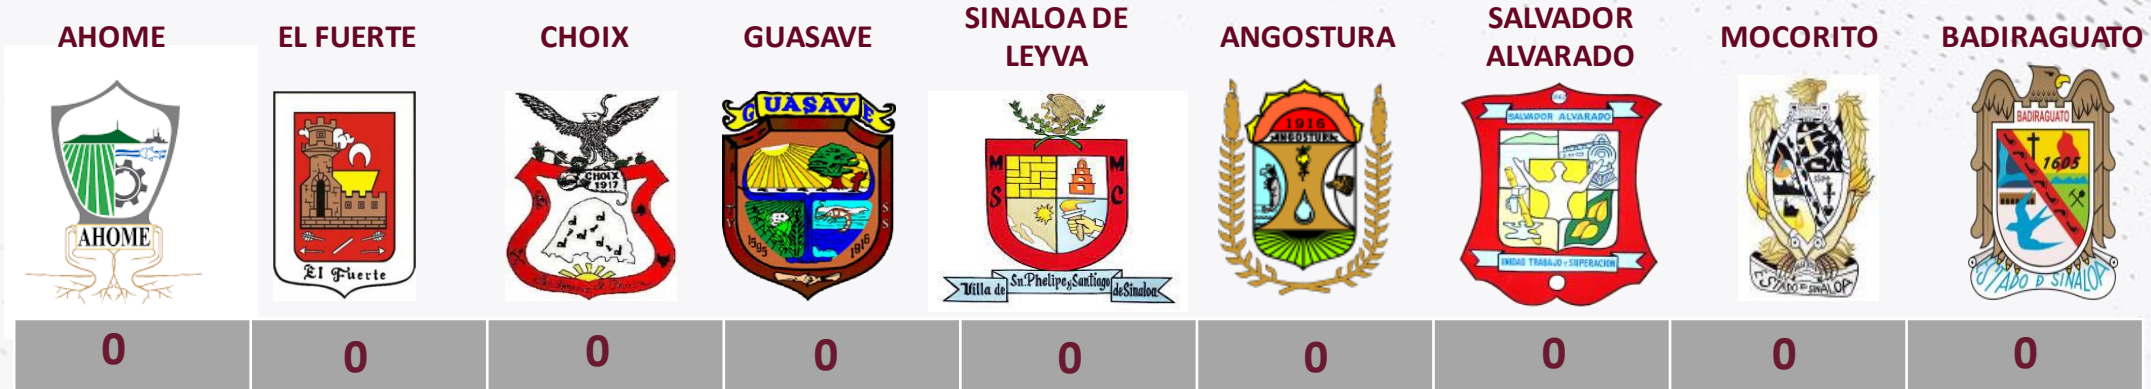 AHOME
EL FUERTE
CHOIX
GUASAVE
SINALOA DE
LEYVA
ANGOSTURA
SALVADOR
ALVARADO
MOCORITO
BADIRAGUATO
AHOME
El Fuerte
CHOIX
1917
GUASAVE
1595
1916
M M
S C
Villa de Sn. Phelipe y Santiago de Sinaloa
1916
ANGOSTURA
SALVADOR ALVARADO
UNIDAD TRABAJO Y SUPERACION
ESTADO DE SINALOA
BADIRAGUATO
1605
ESTADO D SINALOA
0 0 0 0 0 0 0 0 0